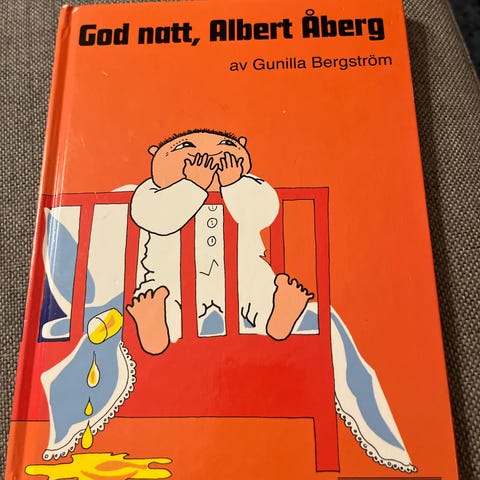 God natt, Albert Åberg
av Gunilla Bergström